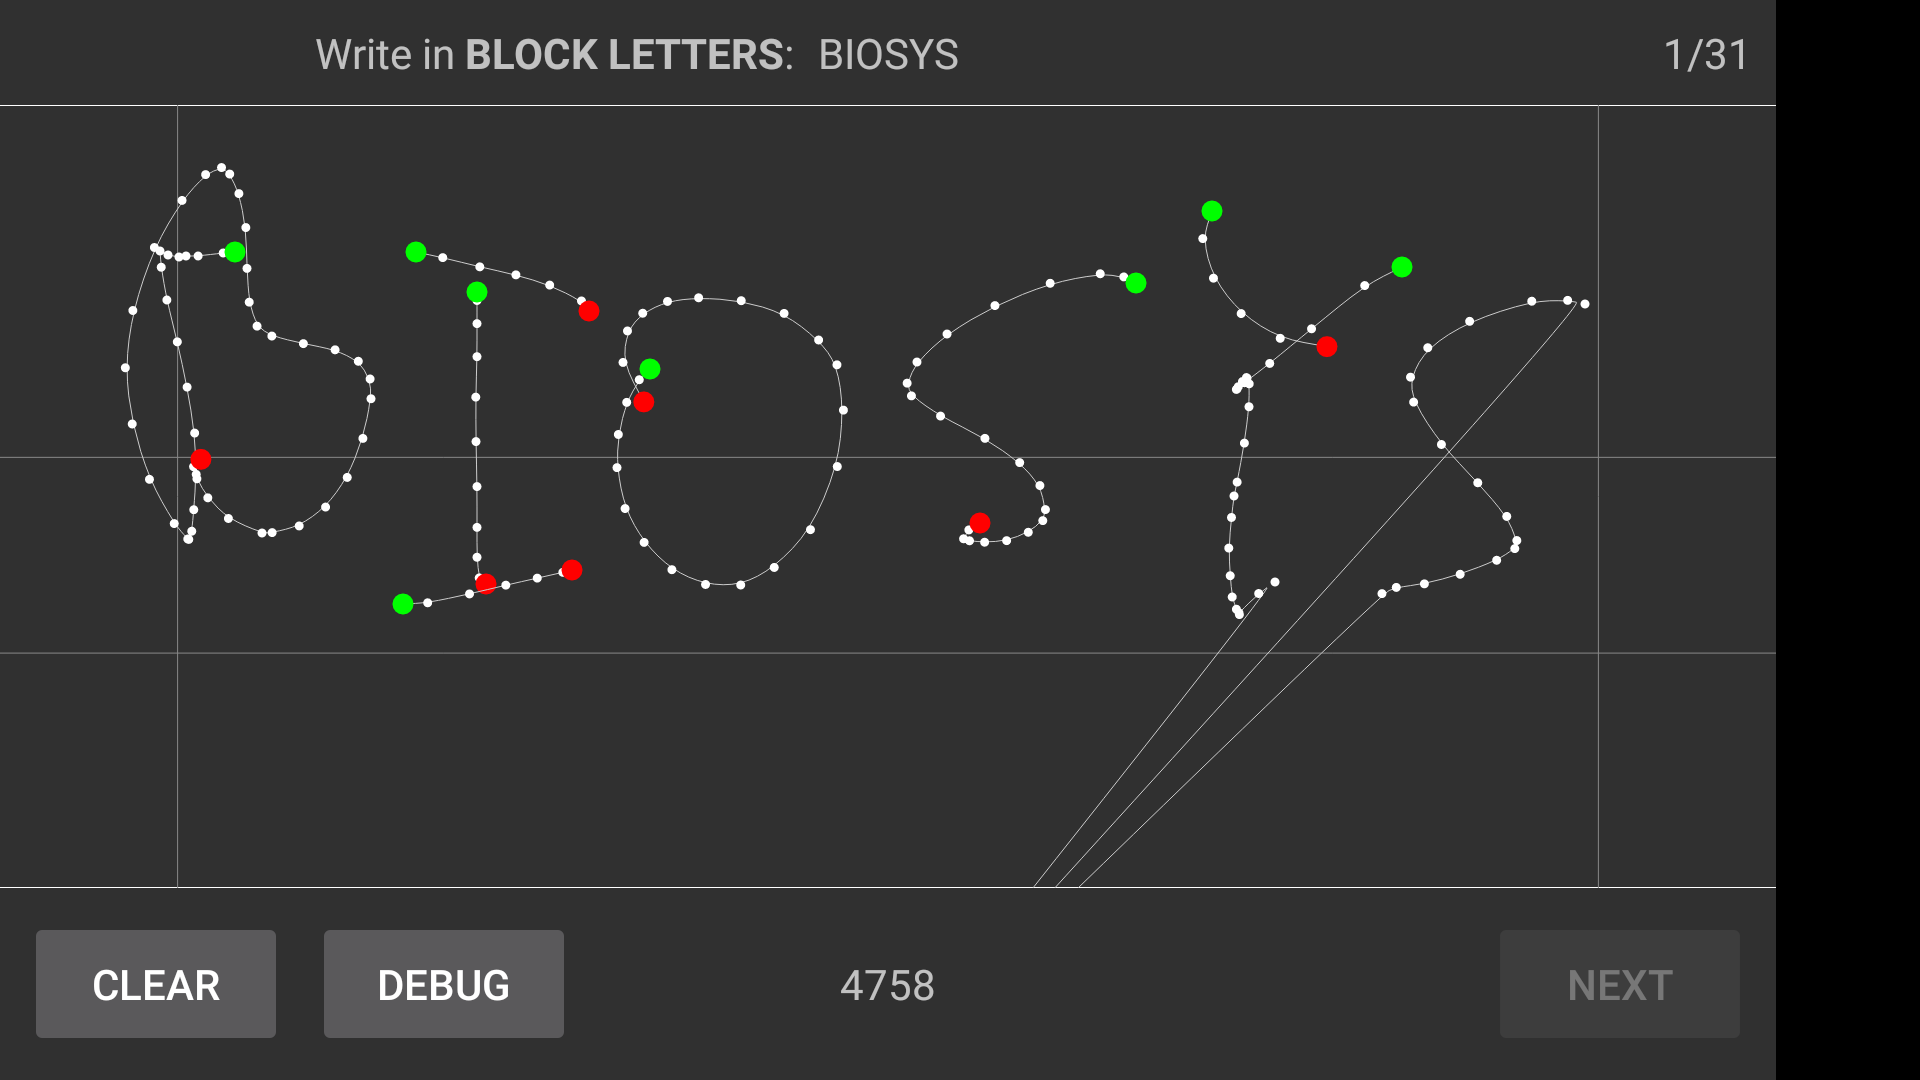 Write in BLOCK LETTERS: BIOSYS 1/31
BIOSYS
CLEAR DEBUG 4758 NEXT